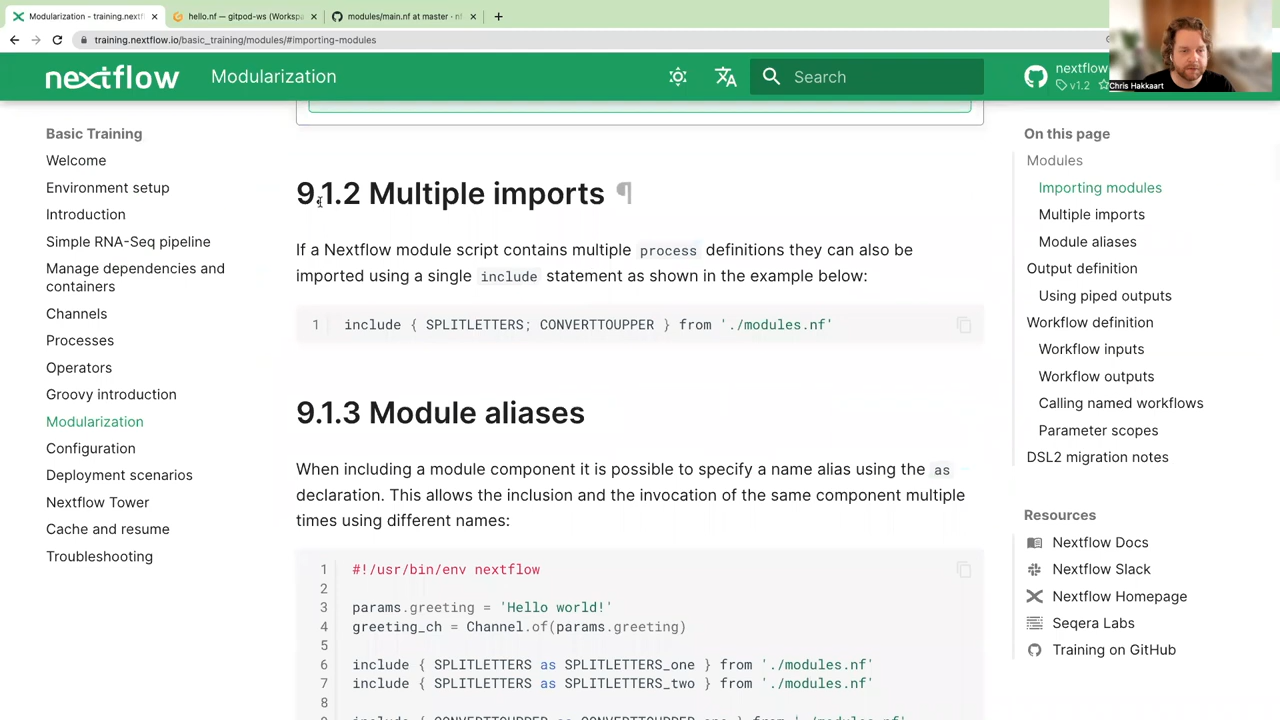 Modularization - training.nextfl
hello.nf — gitpod-ws (Workspa
modules/main.nf at master · nf
training.nextflow.io/basic_training/modules/#importing-modules
Chris Hakkaart
nextflow
Modularization
Search
nextflow
v1.2
Basic Training
Welcome
Environment setup
Introduction
Simple RNA-Seq pipeline
Manage dependencies and
containers
Channels
Processes
Operators
Groovy introduction
Modularization
Configuration
Deployment scenarios
Nextflow Tower
Cache and resume
Troubleshooting
9.1.2 Multiple imports ¶
If a Nextflow module script contains multiple process definitions they can also be
imported using a single include statement as shown in the example below:
1 include { SPLITLETTERS; CONVERTTOUPPER } from './modules.nf'
9.1.3 Module aliases
When including a module component it is possible to specify a name alias using the as
declaration. This allows the inclusion and the invocation of the same component multiple
times using different names:
1 #!/usr/bin/env nextflow
2
3 params.greeting = 'Hello world!'
4 greeting_ch = Channel.of(params.greeting)
5
6 include { SPLITLETTERS as SPLITLETTERS_one } from './modules.nf'
7 include { SPLITLETTERS as SPLITLETTERS_two } from './modules.nf'
8
On this page
Modules
Importing modules
Multiple imports
Module aliases
Output definition
Using piped outputs
Workflow definition
Workflow inputs
Workflow outputs
Calling named workflows
Parameter scopes
DSL2 migration notes
Resources
Nextflow Docs
Nextflow Slack
Nextflow Homepage
Seqera Labs
Training on GitHub